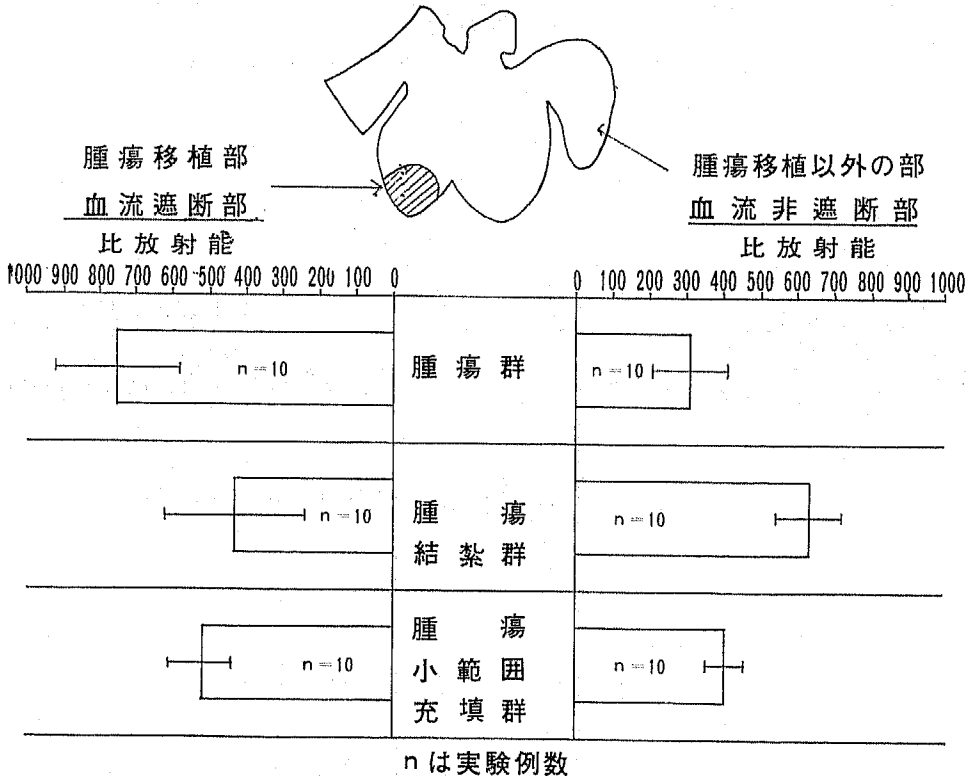 腫瘍移植部
血流遮断部
比放射能
1000 900 800 700 600 500 400 300 200 100 0
腫瘍移植以外の部
血流非遮断部
比放射能
0 100 200 300 400 500 600 700 800 900 1000
n=10
腫瘍群
n=10
n=10
腫瘍
結紮群
n=10
n=10
腫瘍
小範囲
充填群
n=10
nは実験例数